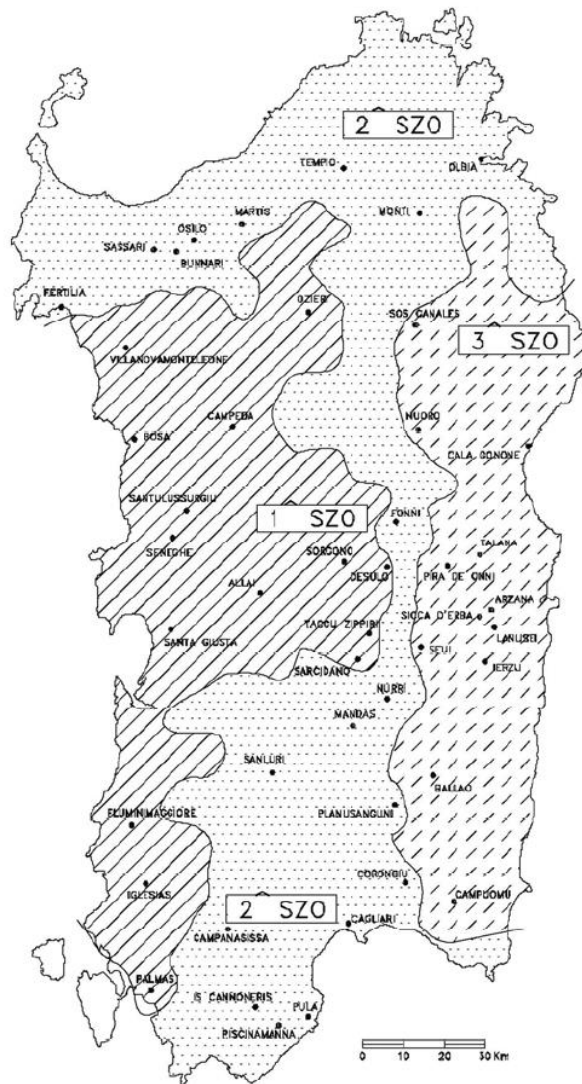 2 SZO
TEMPIO
OLBIA
MARTIS
MONTI
OSILO
SASSARI
BUNNARI
FERTILIA
OZIERI
SOS CANALES
3 SZO
VILLANOVAMONTELEONE
CAMPEDA
NUORO
BOSA
CALA GONONE
SANTULUSSURGIU
1 SZO
FONNI
SENEGHE
SORGONO
TALANA
DESULO
PIRA DE ONNI
ALLAI
ARZANA
SICCA D'ERBA
LANUSEI
SANTA GIUSTA
TACCU ZIPPIRI
SEUI
SARCIDANO
JERZU
NURRI
MANDAS
SANLURI
BALLAO
FLUMINIMAGGIORE
PLANUSANGUNI
CORONGIU
IGLESIAS
CAMPUOMU
2 SZO
CAGLIARI
CAMPANASISSA
PALMAS
IS CANNONERIS
PULA
PISCINAMANNA
0 10 20 30 Km